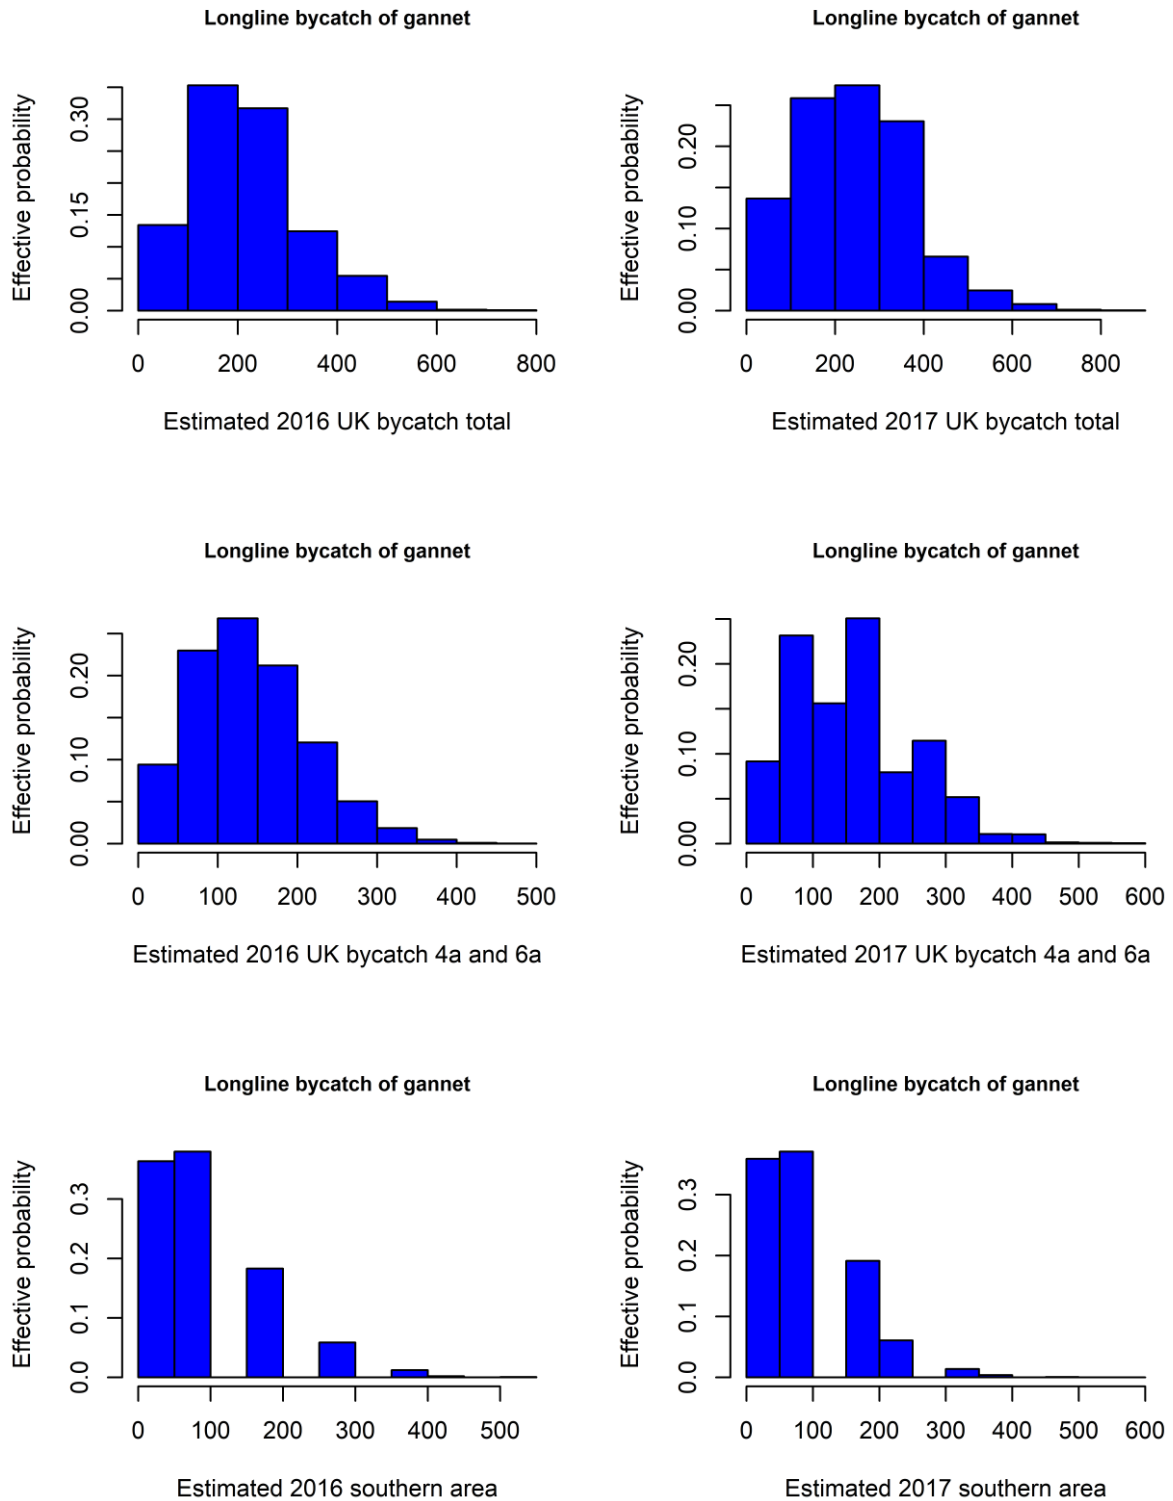 Longline bycatch of gannet
Effective probability
0.00 0.15 0.30
0 200 400 600 800
Estimated 2016 UK bycatch total
Longline bycatch of gannet
Effective probability
0.00 0.10 0.20
0 200 400 600 800
Estimated 2017 UK bycatch total
Longline bycatch of gannet
Effective probability
0.00 0.10 0.20
0 100 200 300 400 500
Estimated 2016 UK bycatch 4a and 6a
Longline bycatch of gannet
Effective probability
0.00 0.10 0.20
0 100 200 300 400 500 600
Estimated 2017 UK bycatch 4a and 6a
Longline bycatch of gannet
Effective probability
0.0 0.1 0.2 0.3
0 100 200 300 400 500
Estimated 2016 southern area
Longline bycatch of gannet
Effective probability
0.0 0.1 0.2 0.3
0 100 200 300 400 500 600
Estimated 2017 southern area